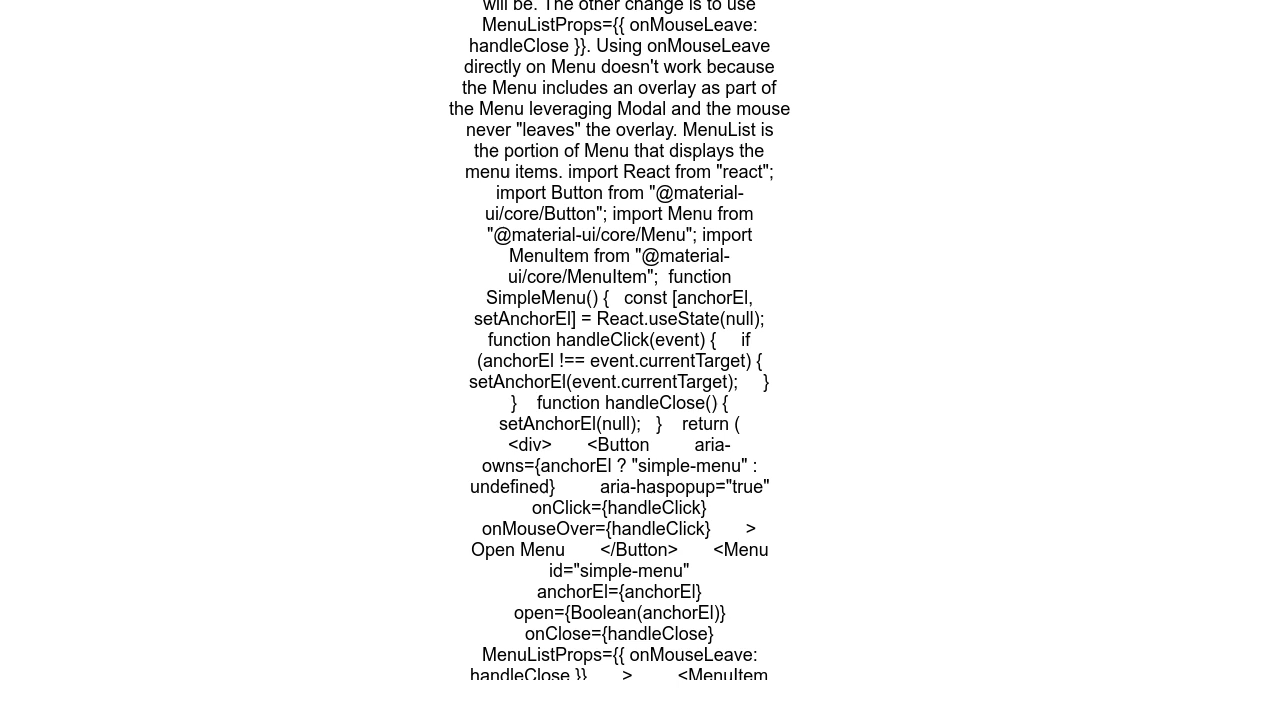 will be. The other change is to use
MenuListProps={{ onMouseLeave:
handleClose }}. Using onMouseLeave
directly on Menu doesn't work because
the Menu includes an overlay as part of
the Menu leveraging Modal and the mouse
never "leaves" the overlay. MenuList is
the portion of Menu that displays the
menu items. import React from "react";
import Button from "@material-
ui/core/Button"; import Menu from
"@material-ui/core/Menu"; import
MenuItem from "@material-
ui/core/MenuItem";  function
SimpleMenu() {   const [anchorEl,
setAnchorEl] = React.useState(null);
function handleClick(event) {     if
(anchorEl !== event.currentTarget) {
setAnchorEl(event.currentTarget);     }
}    function handleClose() {
setAnchorEl(null);   }    return (
<div>       <Button         aria-
owns={anchorEl ? "simple-menu" :
undefined}         aria-haspopup="true"
onClick={handleClick}
onMouseOver={handleClick}       >
Open Menu       </Button>       <Menu
id="simple-menu"
anchorEl={anchorEl}
open={Boolean(anchorEl)}
onClose={handleClose}
MenuListProps={{ onMouseLeave:
handleClose }}       >         <MenuItem